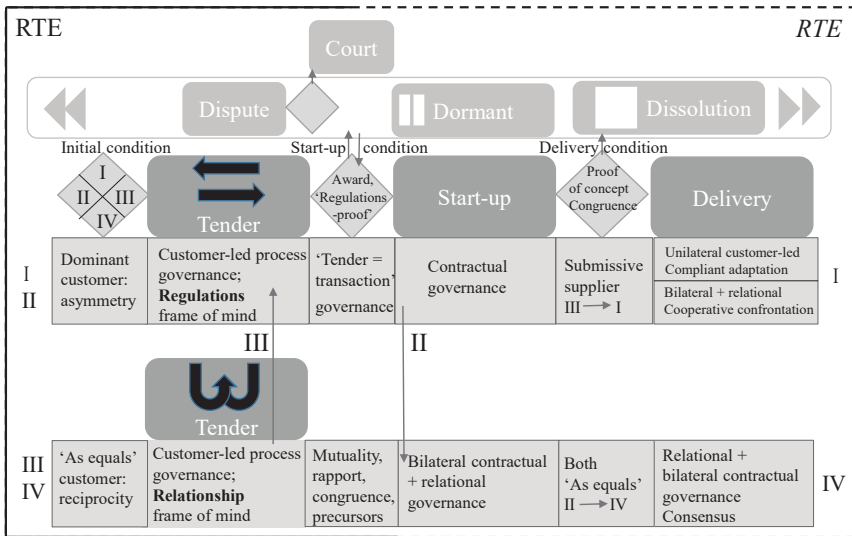 RTE
RTE
Court
Dispute
Dormant
Dissolution
Initial condition
Start-up condition
Delivery condition
I
II III
IV
Tender
Award,
‘Regulations
-proof’
Start-up
Proof
of concept
Congruence
Delivery
I
II
Dominant
customer:
asymmetry
Customer-led process
governance;
Regulations
frame of mind
‘Tender =
transaction’
governance
Contractual
governance
Submissive
supplier
III → I
Unilateral customer-led
Compliant adaptation
Bilateral + relational
Cooperative confrontation
I
III
II
Tender
III
IV
‘As equals’
customer:
reciprocity
Customer-led process
governance;
Relationship
frame of mind
Mutuality,
rapport,
congruence,
precursors
Bilateral contractual
+ relational
governance
Both
‘As equals’
II → IV
Relational +
bilateral contractual
governance
Consensus
IV